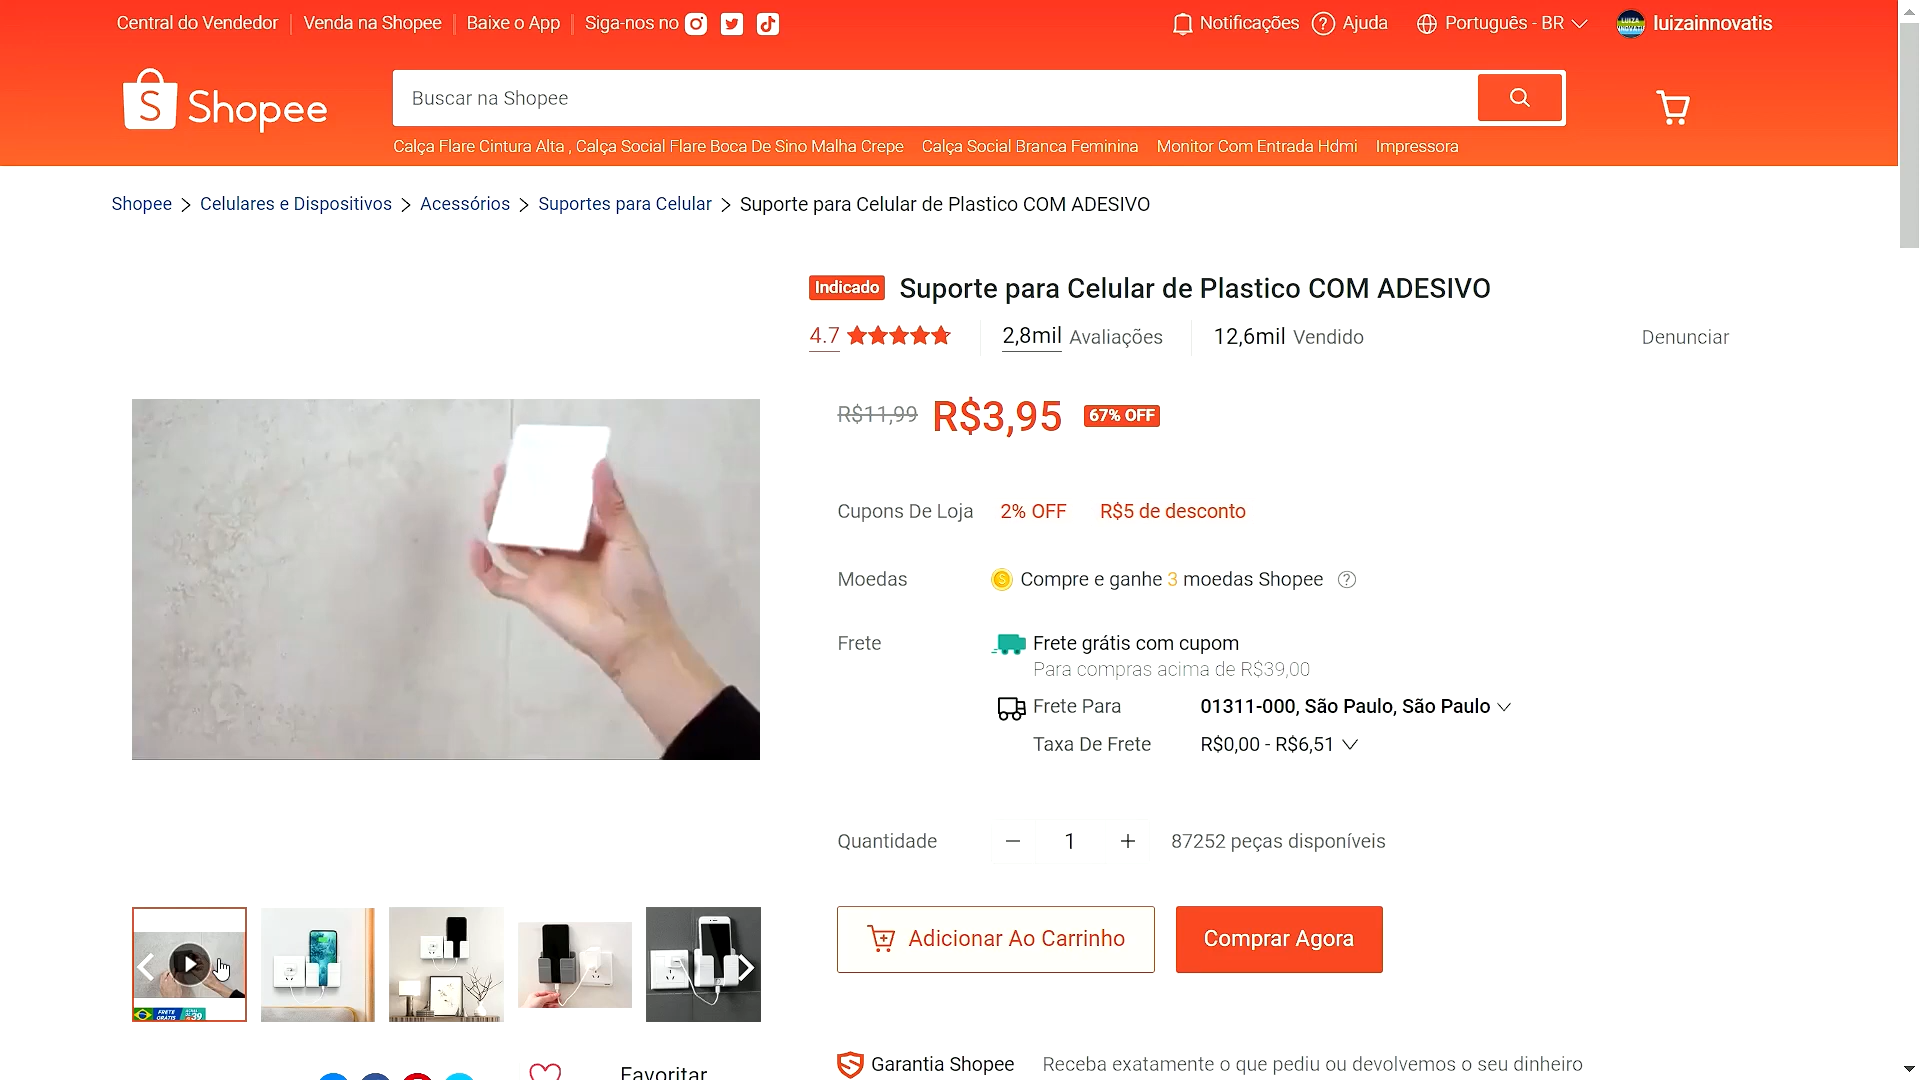 Central do Vendedor Venda na Shopee Baixe o App Siga-nos no Notificações Ajuda Português - BR luizainnovatis
Shopee
Buscar na Shopee
Calça Flare Cintura Alta , Calça Social Flare Boca De Sino Malha Crepe Calça Social Branca Feminina Monitor Com Entrada Hdmi Impressora
Shopee > Celulares e Dispositivos > Acessórios > Suportes para Celular > Suporte para Celular de Plastico COM ADESIVO
Indicado Suporte para Celular de Plastico COM ADESIVO
4.7 2,8mil Avaliações 12,6mil Vendido Denunciar
R$11,99 R$3,95 67% OFF
Cupons De Loja 2% OFF R$5 de desconto
Moedas Compre e ganhe 3 moedas Shopee
Frete Frete grátis com cupom
Para compras acima de R$39,00
Frete Para 01311-000, São Paulo, São Paulo
Taxa De Frete R$0,00 - R$6,51
Quantidade − 1 + 87252 peças disponíveis
Adicionar Ao Carrinho Comprar Agora
FRETE GRÁTIS
Favoritar
Garantia Shopee Receba exatamente o que pediu ou devolvemos o seu dinheiro